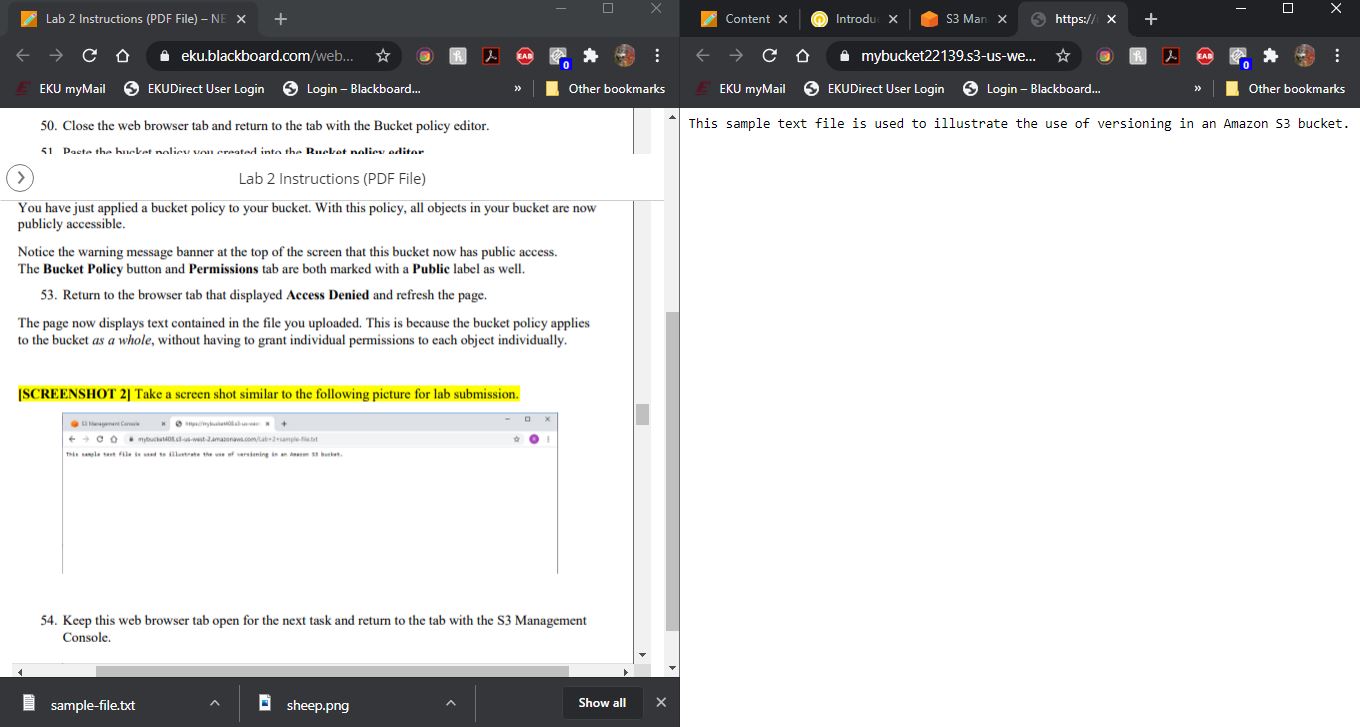 Lab 2 Instructions (PDF File) – NE
eku.blackboard.com/web...
EKU myMail
EKUDirect User Login
Login – Blackboard...
»
Other bookmarks
50. Close the web browser tab and return to the tab with the Bucket policy editor.
51. Paste the bucket policy you created into the Bucket policy editor
Lab 2 Instructions (PDF File)
You have just applied a bucket policy to your bucket. With this policy, all objects in your bucket are now
publicly accessible.
Notice the warning message banner at the top of the screen that this bucket now has public access.
The Bucket Policy button and Permissions tab are both marked with a Public label as well.
53. Return to the browser tab that displayed Access Denied and refresh the page.
The page now displays text contained in the file you uploaded. This is because the bucket policy applies
to the bucket as a whole, without having to grant individual permissions to each object individually.
[SCREENSHOT 2] Take a screen shot similar to the following picture for lab submission.
S3 Management Console
https://mybucket408.s3-us-wes
mybucket408.s3-us-west-2.amazonaws.com/Lab+2+sample-file.txt
This sample text file is used to illustrate the use of versioning in an Amazon S3 bucket.
54. Keep this web browser tab open for the next task and return to the tab with the S3 Management
Console.
sample-file.txt
sheep.png
Show all
Content
Introdu
S3 Man
https://
mybucket22139.s3-us-we...
EKU myMail
EKUDirect User Login
Login – Blackboard...
»
Other bookmarks
This sample text file is used to illustrate the use of versioning in an Amazon S3 bucket.